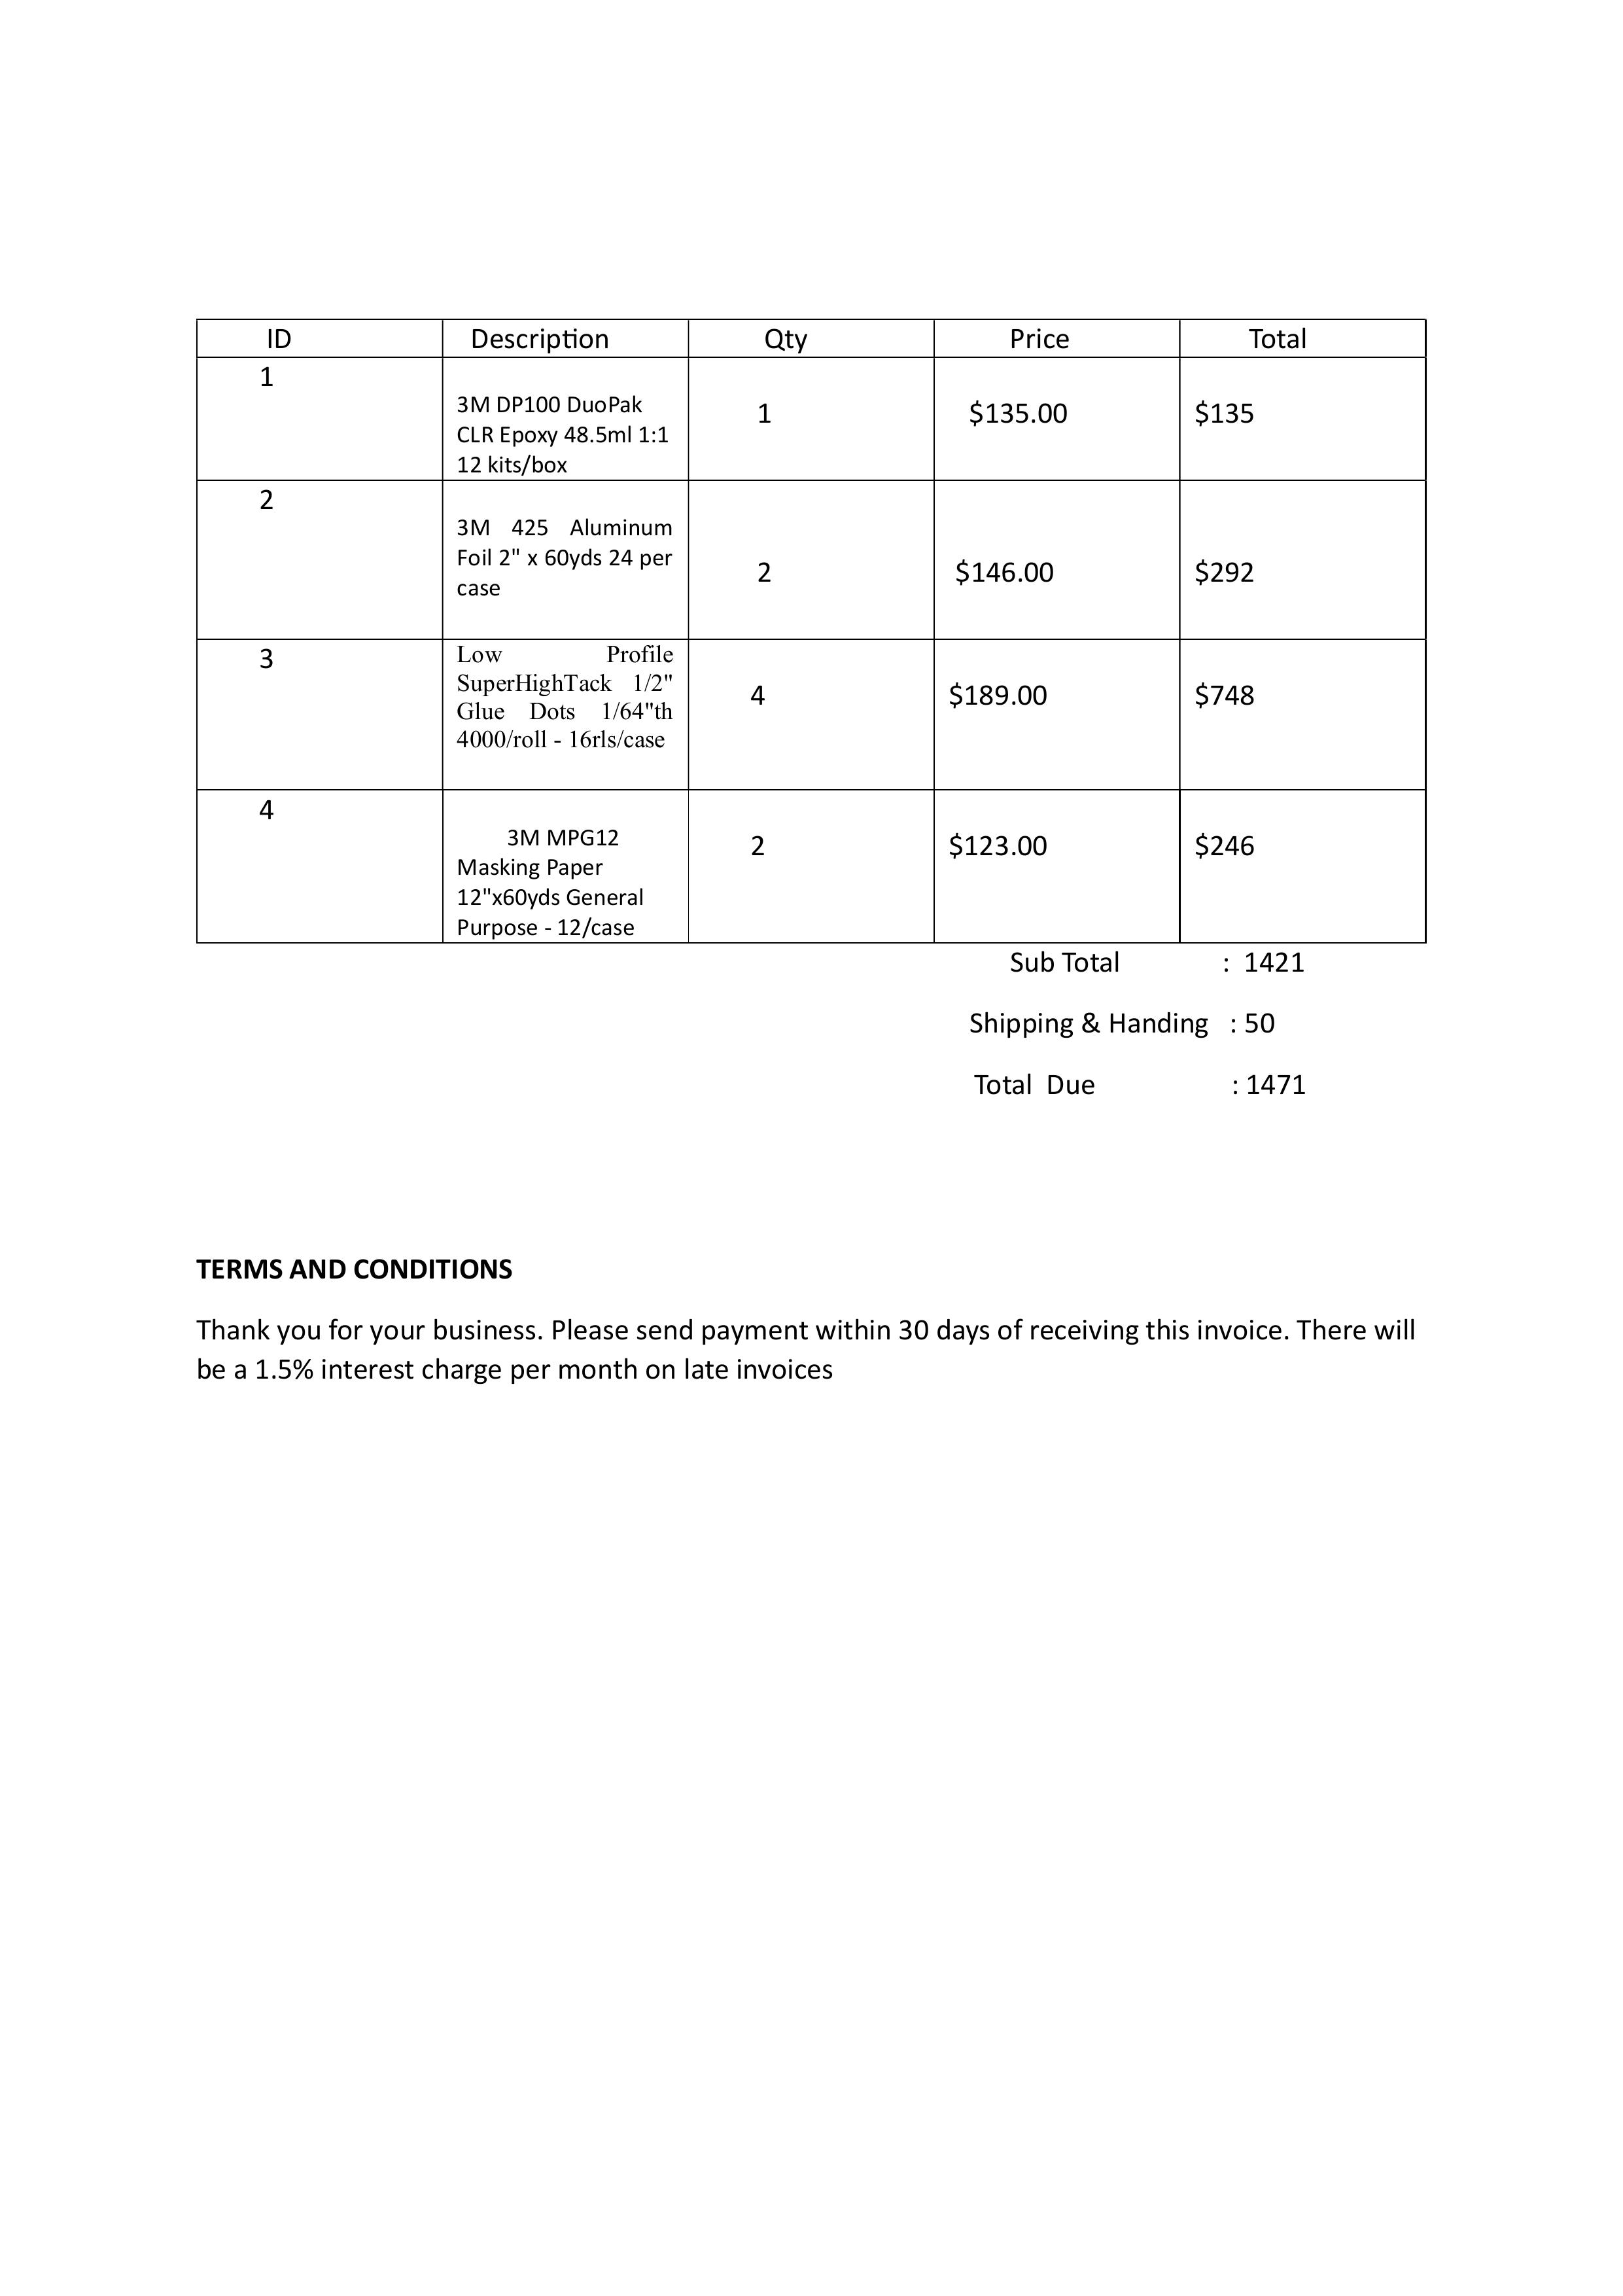 ID Description Qty Price Total
1
3M DP100 DuoPak
CLR Epoxy 48.5ml 1:1
12 kits/box
1 $135.00 $135
2
3M 425 Aluminum
Foil 2" x 60yds 24 per
case
2 $146.00 $292
3
Low Profile
SuperHighTack 1/2"
Glue Dots 1/64"th
4000/roll - 16rls/case
4 $189.00 $748
4
3M MPG12
Masking Paper
12"x60yds General
Purpose - 12/case
2 $123.00 $246
Sub Total : 1421
Shipping & Handing : 50
Total Due : 1471
TERMS AND CONDITIONS
Thank you for your business. Please send payment within 30 days of receiving this invoice. There will
be a 1.5% interest charge per month on late invoices